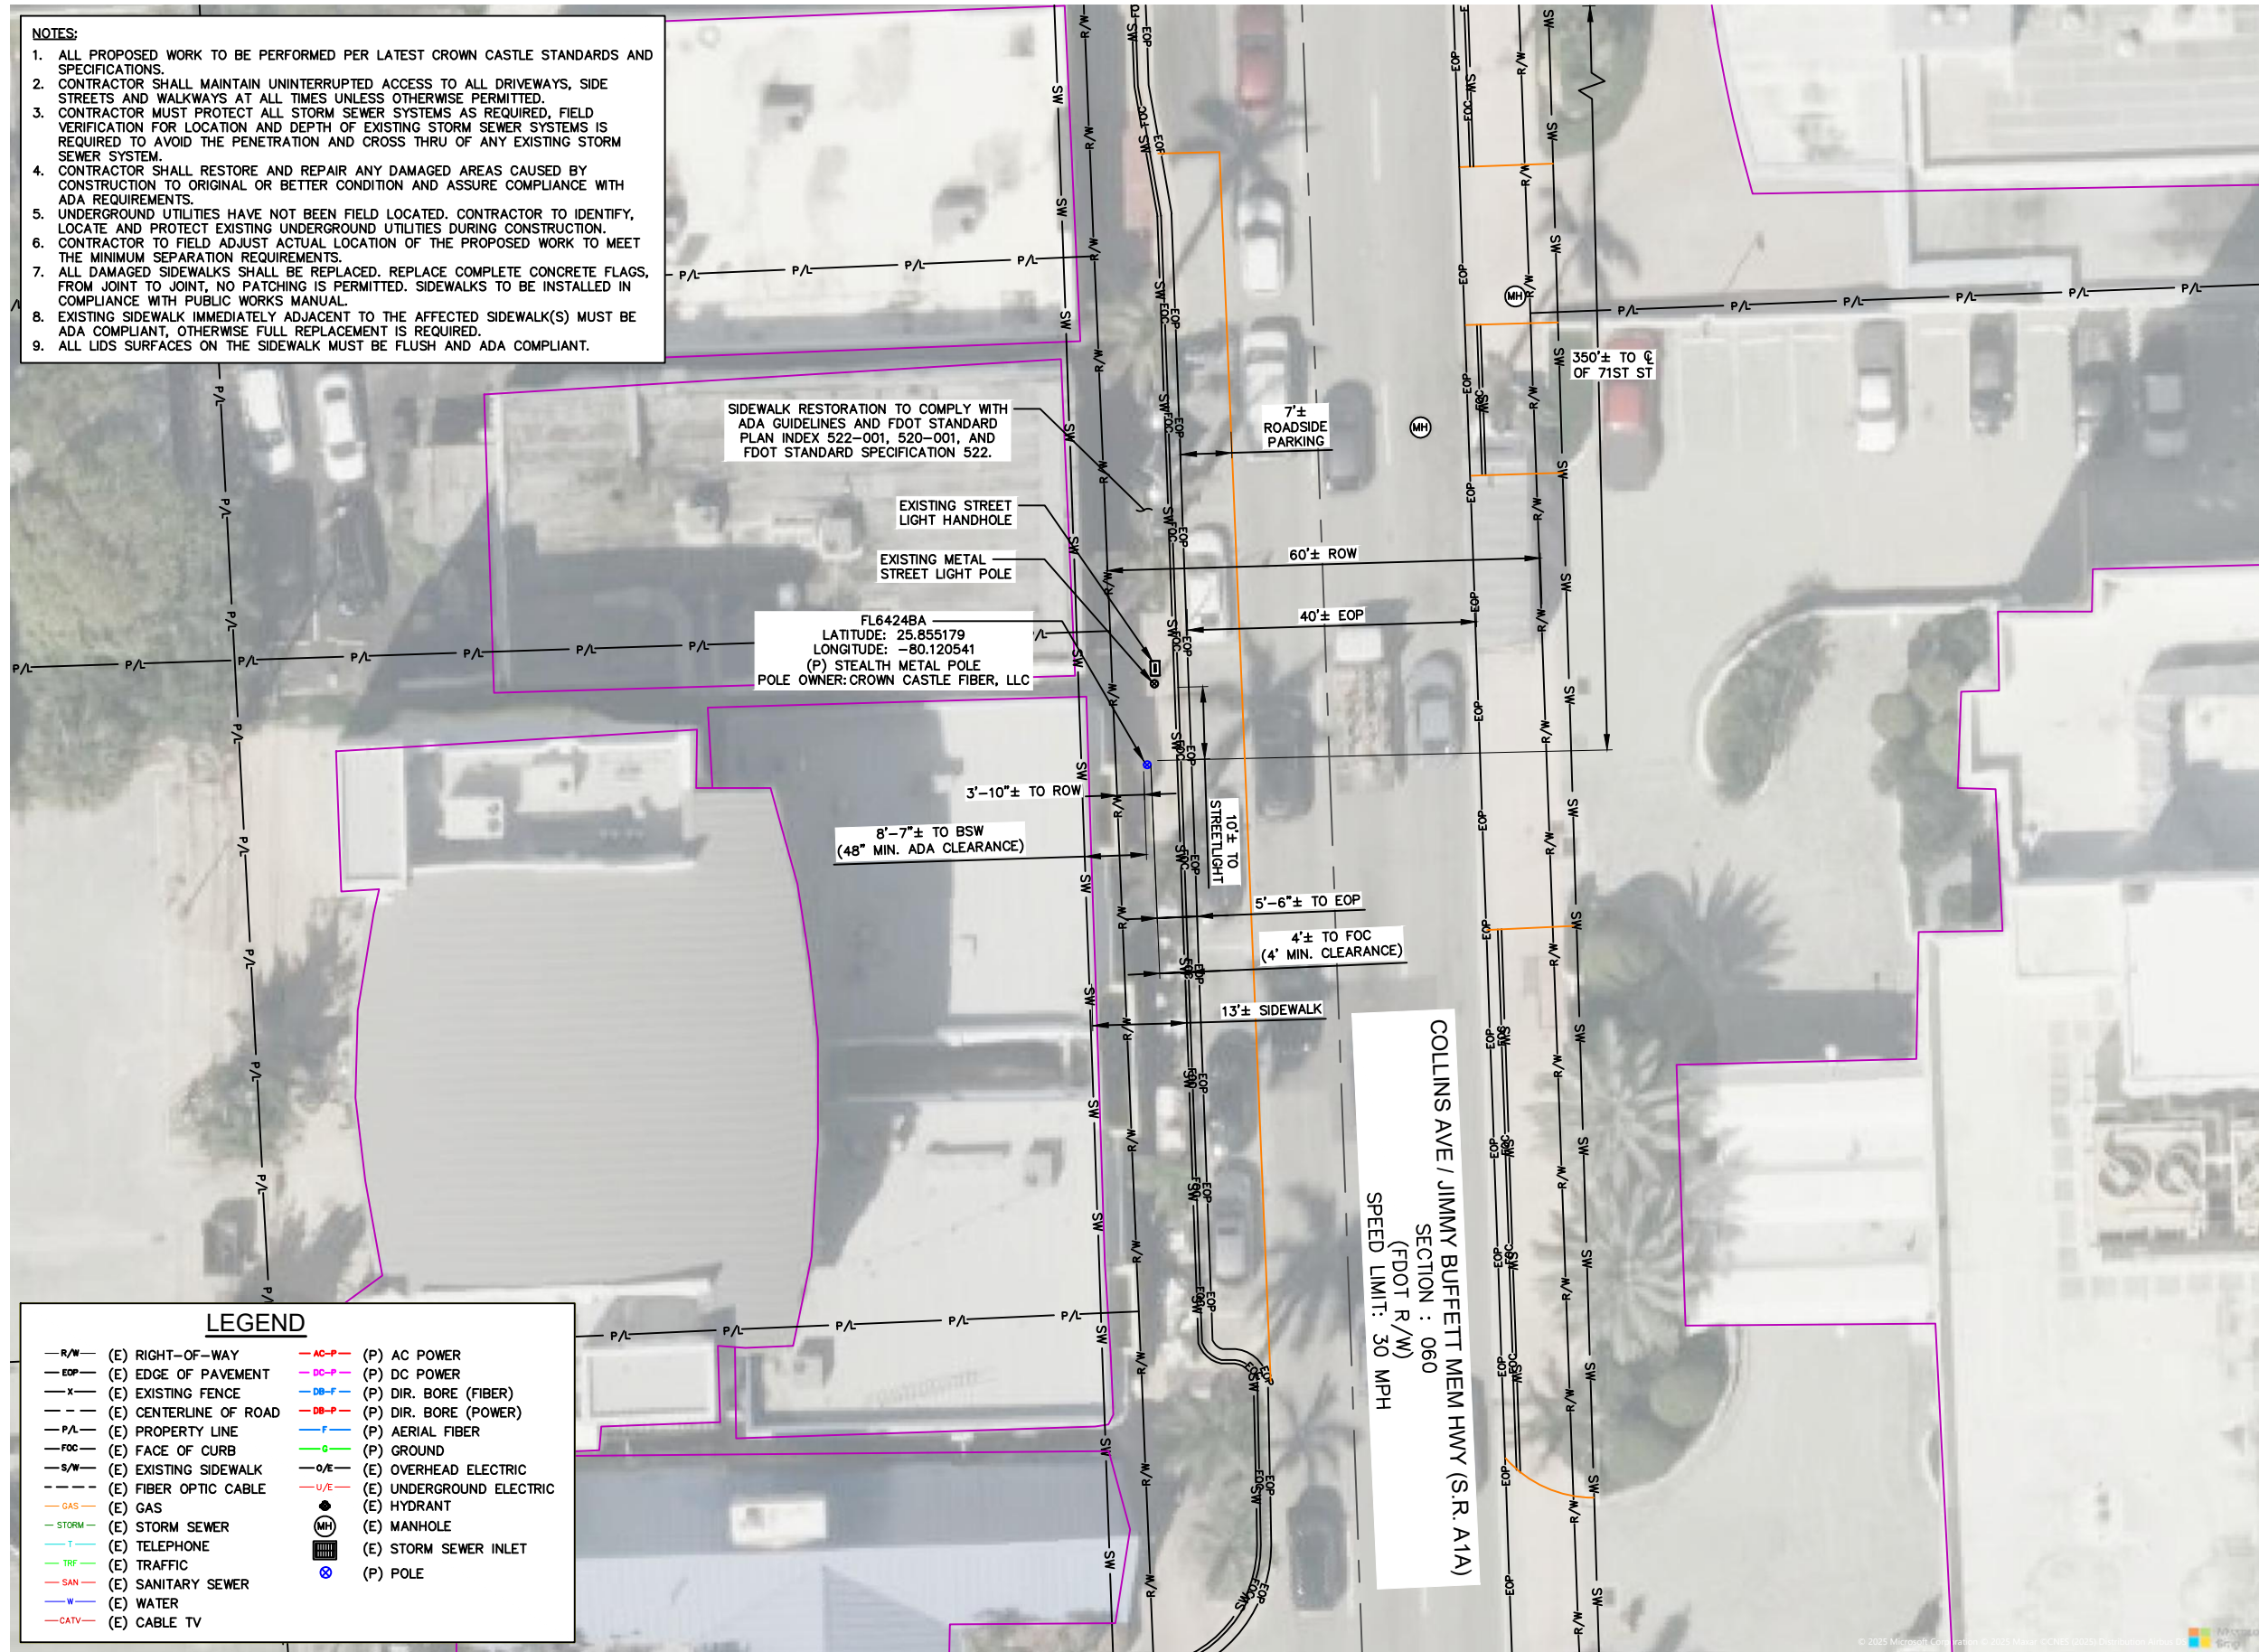 NOTES:
1. ALL PROPOSED WORK TO BE PERFORMED PER LATEST CROWN CASTLE STANDARDS AND
SPECIFICATIONS.
2. CONTRACTOR SHALL MAINTAIN UNINTERRUPTED ACCESS TO ALL DRIVEWAYS, SIDE
STREETS AND WALKWAYS AT ALL TIMES UNLESS OTHERWISE PERMITTED.
3. CONTRACTOR MUST PROTECT ALL STORM SEWER SYSTEMS AS REQUIRED, FIELD
VERIFICATION FOR LOCATION AND DEPTH OF EXISTING STORM SEWER SYSTEMS IS
REQUIRED TO AVOID THE PENETRATION AND CROSS THRU OF ANY EXISTING STORM
SEWER SYSTEM.
4. CONTRACTOR SHALL RESTORE AND REPAIR ANY DAMAGED AREAS CAUSED BY
CONSTRUCTION TO ORIGINAL OR BETTER CONDITION AND ASSURE COMPLIANCE WITH
ADA REQUIREMENTS.
5. UNDERGROUND UTILITIES HAVE NOT BEEN FIELD LOCATED. CONTRACTOR TO IDENTIFY,
LOCATE AND PROTECT EXISTING UNDERGROUND UTILITIES DURING CONSTRUCTION.
6. CONTRACTOR TO FIELD ADJUST ACTUAL LOCATION OF THE PROPOSED WORK TO MEET
THE MINIMUM SEPARATION REQUIREMENTS.
7. ALL DAMAGED SIDEWALKS SHALL BE REPLACED. REPLACE COMPLETE CONCRETE FLAGS,
FROM JOINT TO JOINT, NO PATCHING IS PERMITTED. SIDEWALKS TO BE INSTALLED IN
COMPLIANCE WITH PUBLIC WORKS MANUAL.
8. EXISTING SIDEWALK IMMEDIATELY ADJACENT TO THE AFFECTED SIDEWALK(S) MUST BE
ADA COMPLIANT, OTHERWISE FULL REPLACEMENT IS REQUIRED.
9. ALL LIDS SURFACES ON THE SIDEWALK MUST BE FLUSH AND ADA COMPLIANT.
350'± TO ℄
OF 71ST ST
SIDEWALK RESTORATION TO COMPLY WITH
ADA GUIDELINES AND FDOT STANDARD
PLAN INDEX 522-001, 520-001, AND
FDOT STANDARD SPECIFICATION 522.
7'±
ROADSIDE
PARKING
MH
MH
EXISTING STREET
LIGHT HANDHOLE
EXISTING METAL
STREET LIGHT POLE
60'± ROW
40'± EOP
FL6424BA
LATITUDE: 25.855179
LONGITUDE: -80.120541
(P) STEALTH METAL POLE
POLE OWNER: CROWN CASTLE FIBER, LLC
3'-10"± TO ROW
10'± TO
STREETLIGHT
8'-7"± TO BSW
(48" MIN. ADA CLEARANCE)
5'-6"± TO EOP
4'± TO FOC
(4' MIN. CLEARANCE)
13'± SIDEWALK
COLLINS AVE / JIMMY BUFFETT MEM HWY (S.R. A1A)
SECTION : 060
(FDOT R/W)
SPEED LIMIT: 30 MPH
LEGEND
R/W (E) RIGHT-OF-WAY
EOP (E) EDGE OF PAVEMENT
X (E) EXISTING FENCE
(E) CENTERLINE OF ROAD
P/L (E) PROPERTY LINE
FOC (E) FACE OF CURB
S/W (E) EXISTING SIDEWALK
(E) FIBER OPTIC CABLE
GAS (E) GAS
STORM (E) STORM SEWER
T (E) TELEPHONE
TRF (E) TRAFFIC
SAN (E) SANITARY SEWER
W (E) WATER
CATV (E) CABLE TV
AC-P (P) AC POWER
DC-P (P) DC POWER
DB-F (P) DIR. BORE (FIBER)
DB-P (P) DIR. BORE (POWER)
F (P) AERIAL FIBER
G (P) GROUND
O/E (E) OVERHEAD ELECTRIC
U/E (E) UNDERGROUND ELECTRIC
(E) HYDRANT
MH (E) MANHOLE
(E) STORM SEWER INLET
(P) POLE